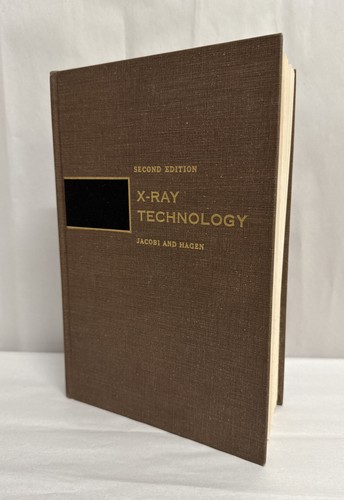 SECOND EDITION
X-RAY
TECHNOLOGY
JACOBI AND HAGEN